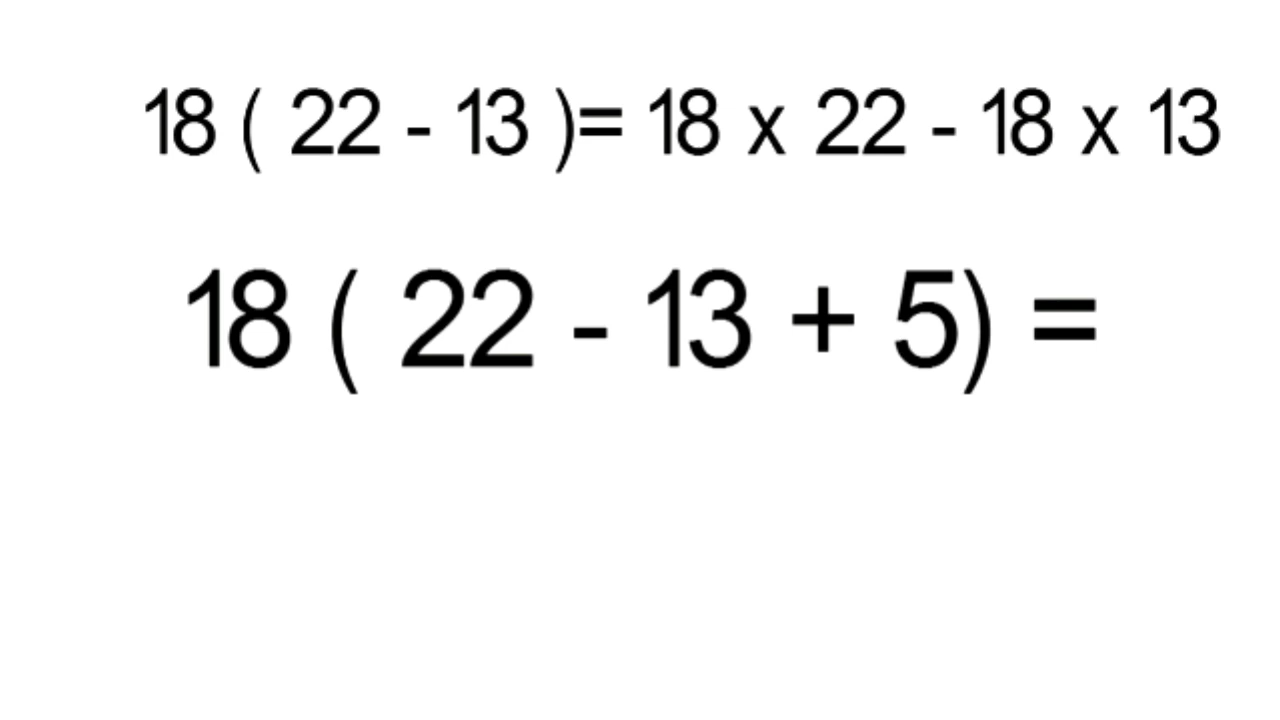 18 ( 22 - 13 )= 18 x 22 - 18 x 13
18 ( 22 - 13 + 5) =